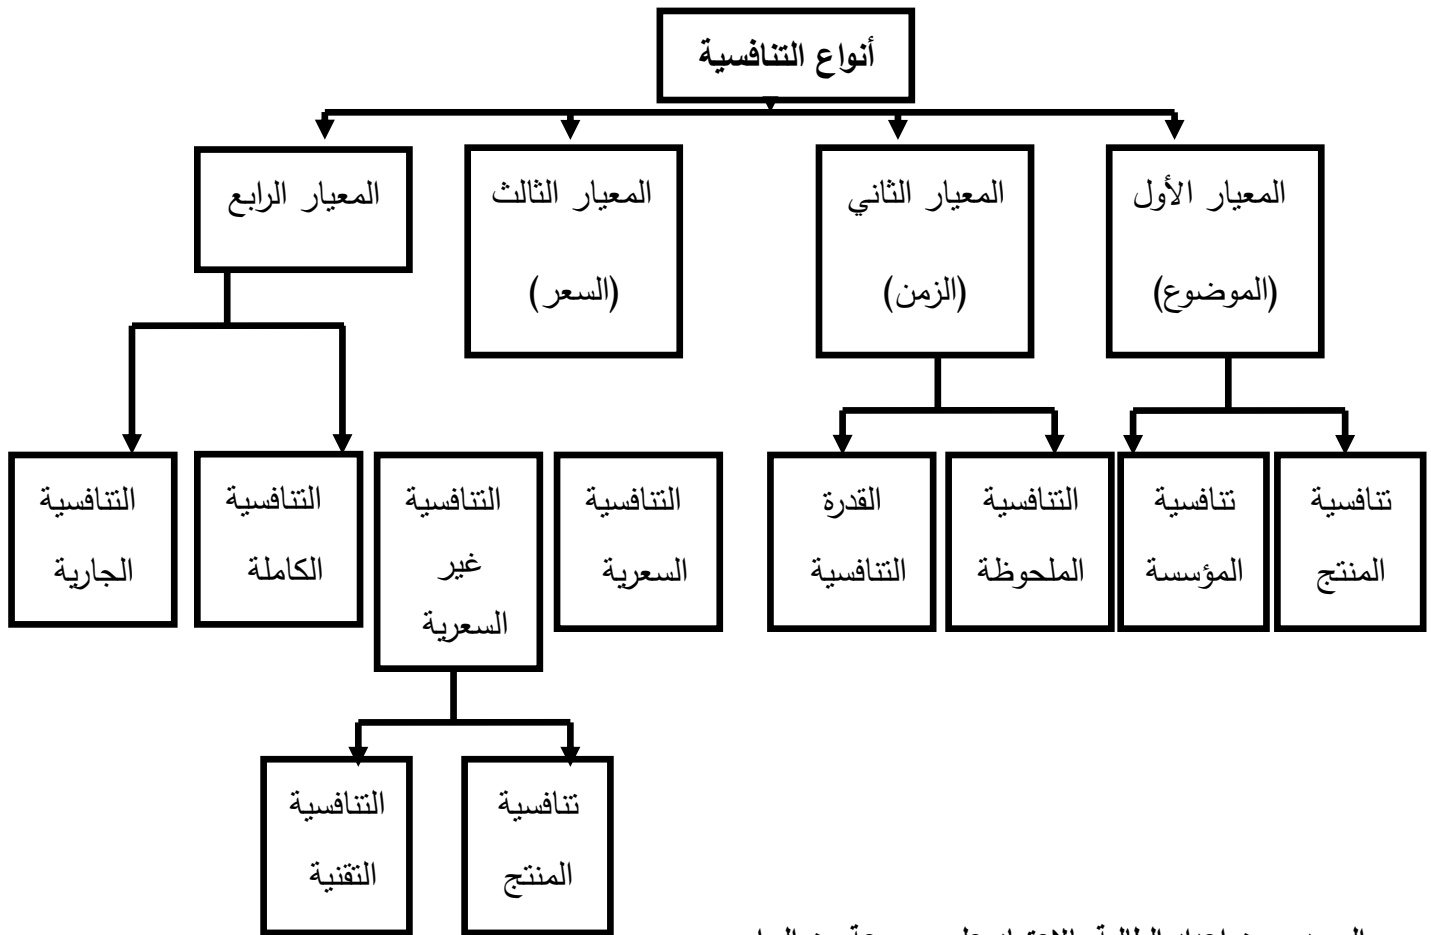 أنواع التنافسية
المعيار الأول
(الموضوع)
المعيار الثاني
(الزمن)
المعيار الثالث
(السعر)
المعيار الرابع
تنافسية
المنتج
تنافسية
المؤسسة
التنافسية
الملحوظة
القدرة
التنافسية
التنافسية
السعرية
التنافسية
غير
السعرية
التنافسية
الكاملة
التنافسية
الجارية
تنافسية
المنتج
التنافسية
التقنية